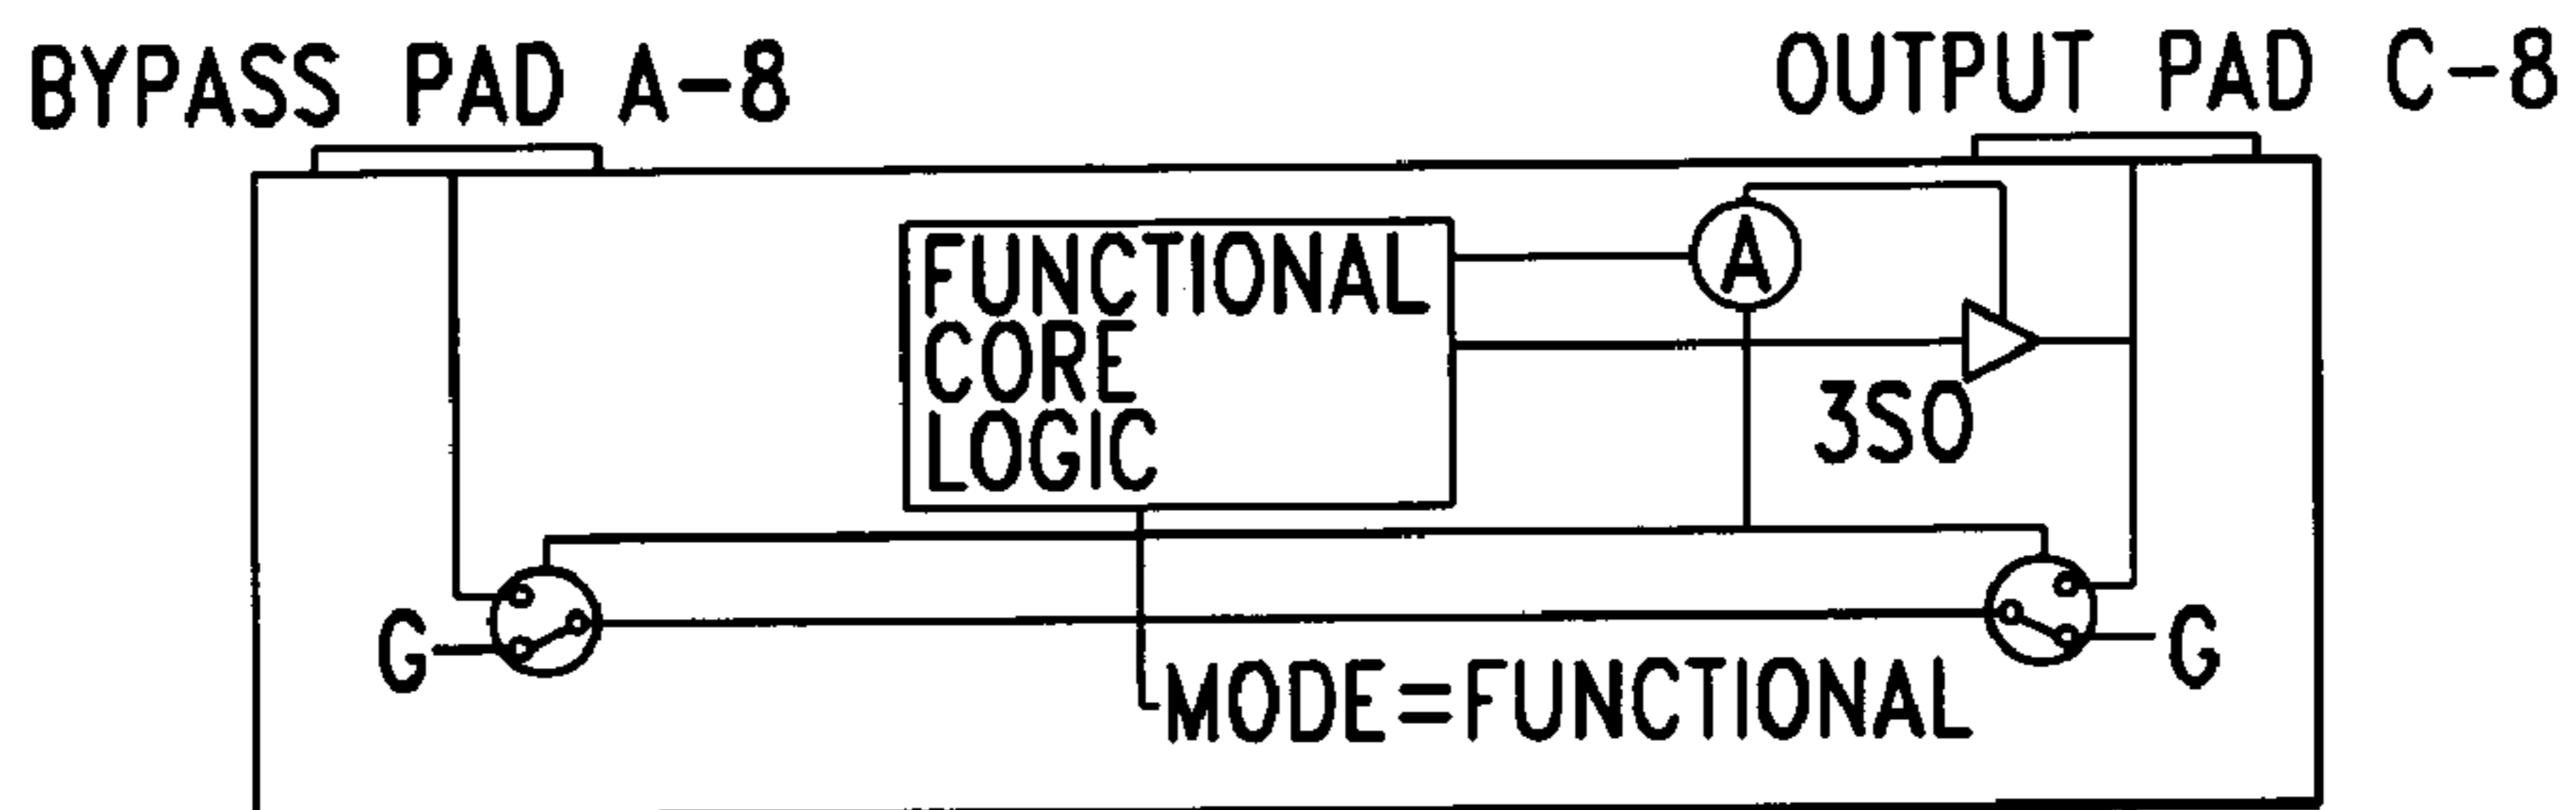 BYPASS PAD A-8
OUTPUT PAD C-8
FUNCTIONAL
CORE
LOGIC
A
3SO
G
G
MODE=FUNCTIONAL